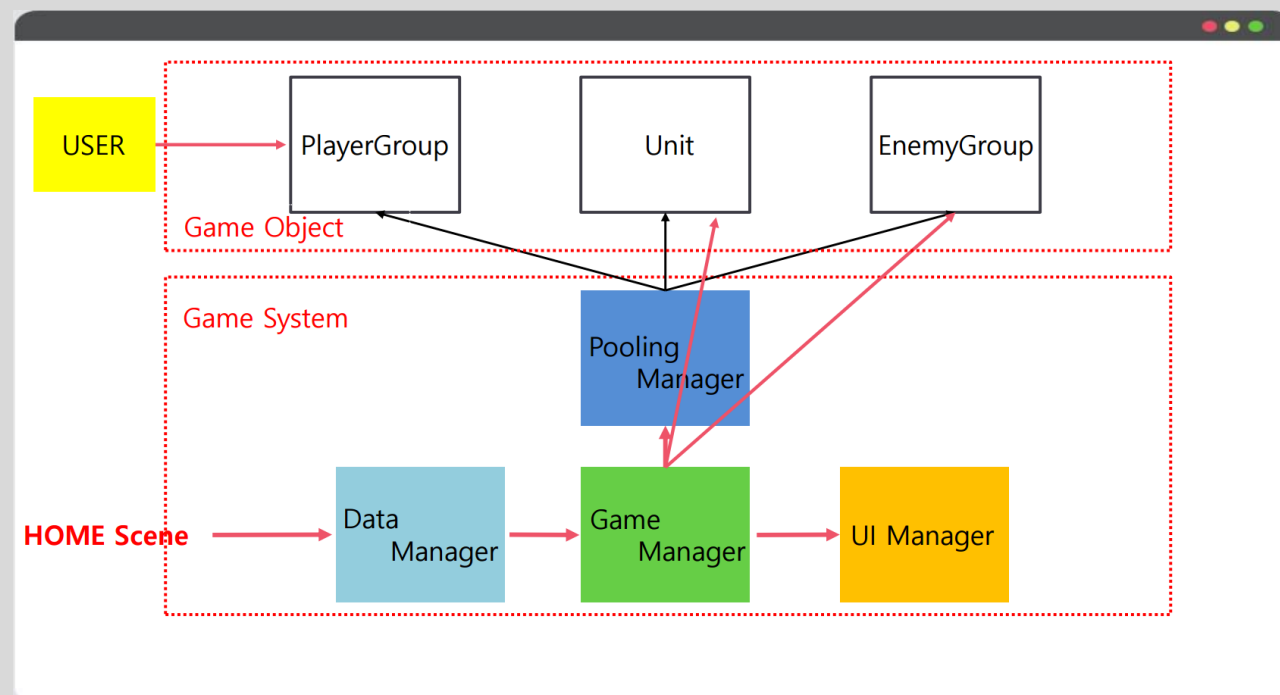 USER
PlayerGroup
Unit
EnemyGroup
Game Object
Game System
Pooling
Manager
HOME Scene
Data
Manager
Game
Manager
UI Manager